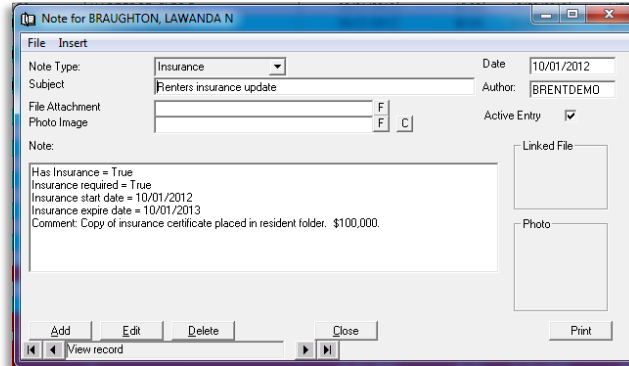 Note for BRAUGHTON, LAWANDA N
File Insert
Note Type: Insurance
Date 10/01/2012
Subject Renters insurance update
Author: BRENTDEMO
File Attachment F
Photo Image F C
Active Entry
Note:
Linked File
Has Insurance = True
Insurance required = True
Insurance start date = 10/01/2012
Insurance expire date = 10/01/2013
Comment: Copy of insurance certificate placed in resident folder. $100,000.
Photo
Add Edit Delete Close Print
View record